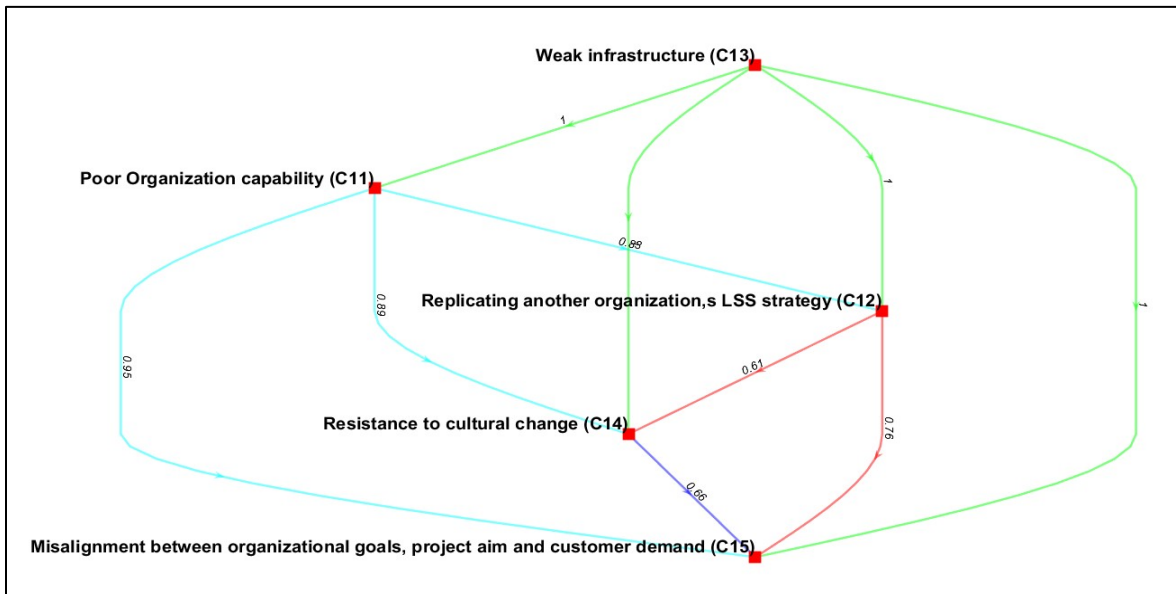 Weak infrastructure (C13)
1
Poor Organization capability (C11)
1
Replicating another organization,s LSS strategy (C12)
0.89
1
0.95
0.61
Resistance to cultural change (C14)
0.76
0.66
Misalignment between organizational goals, project aim and customer demand (C15)